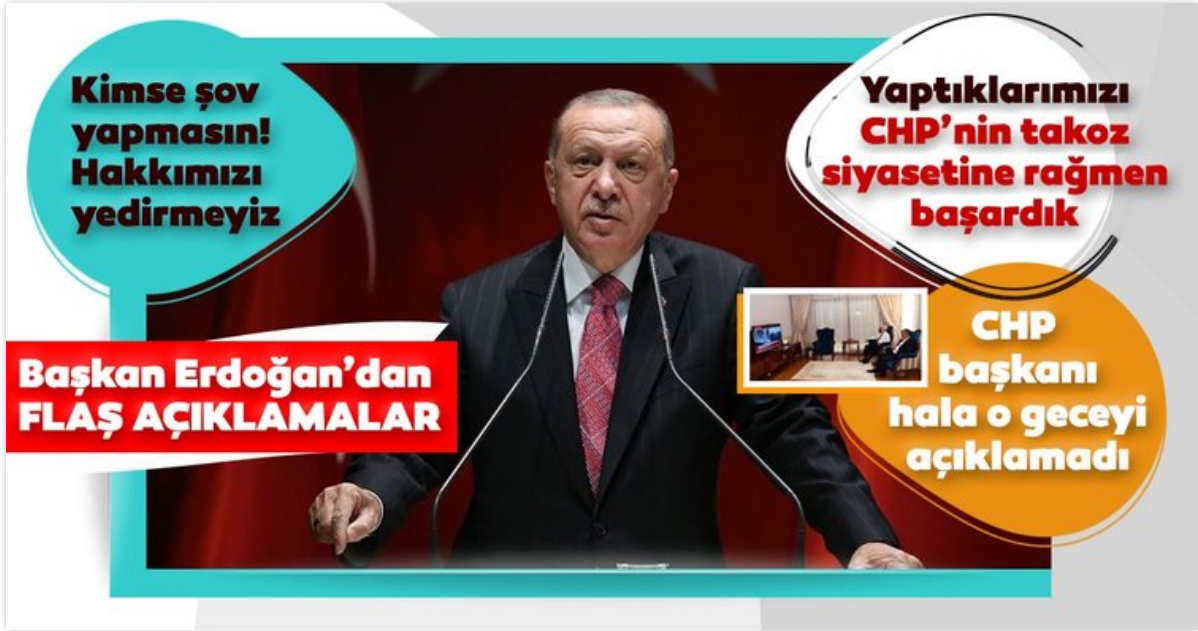 Kimse şov
yapmasın!
Hakkımızı
yedirmeyiz
Yaptıklarımızı
CHP'nin takoz
siyasetine rağmen
başardık
Başkan Erdoğan'dan
FLAŞ AÇIKLAMALAR
CHP
başkanı
hala o geceyi
açıklamadı